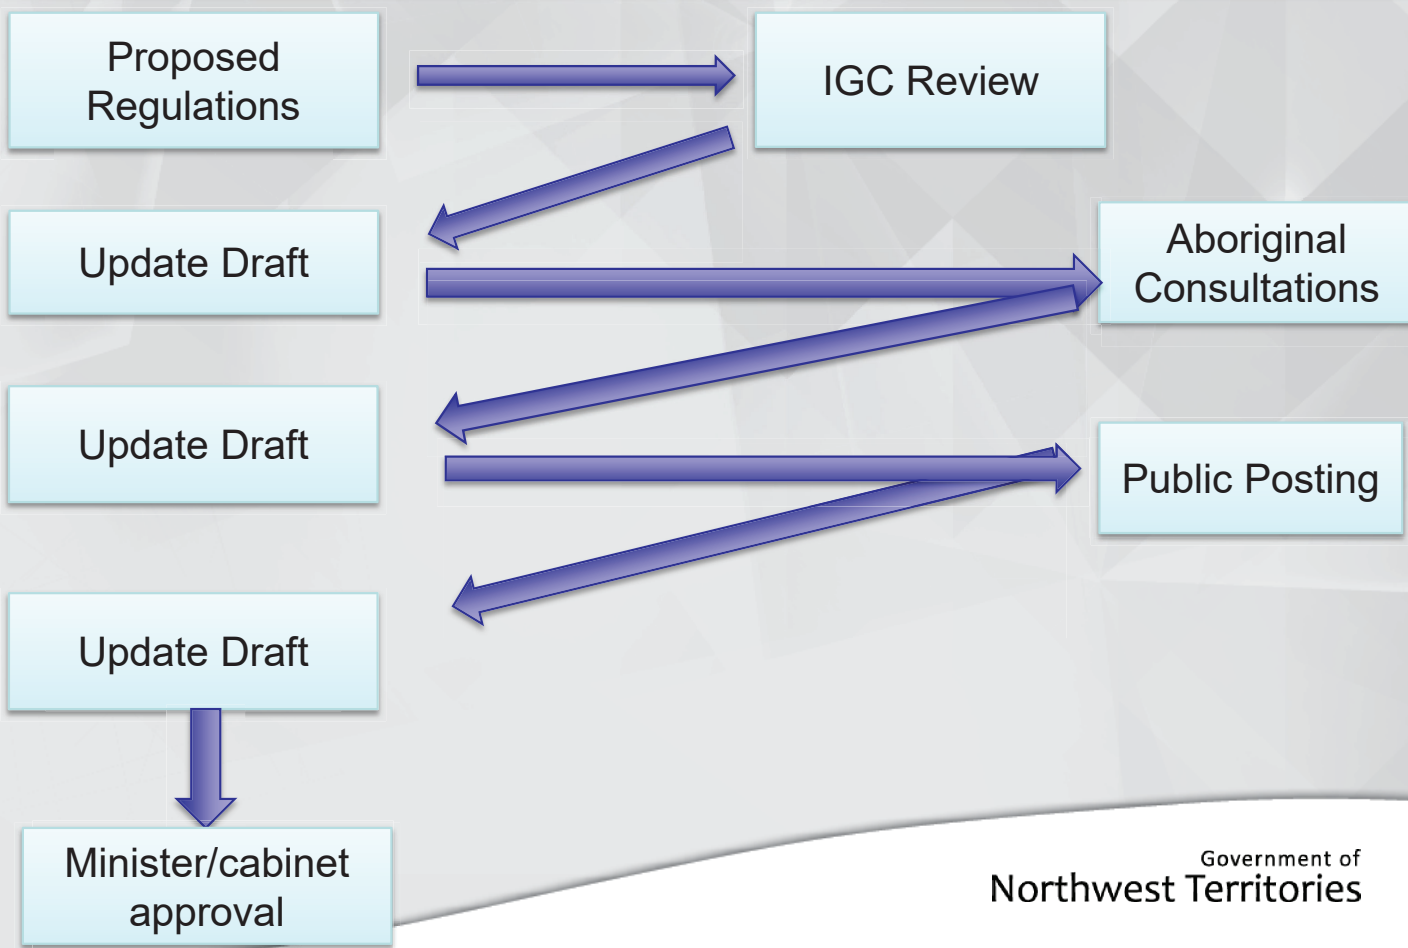 Proposed
Regulations
IGC Review
Update Draft
Aboriginal
Consultations
Update Draft
Public Posting
Update Draft
Minister/cabinet
approval
Government of
Northwest Territories